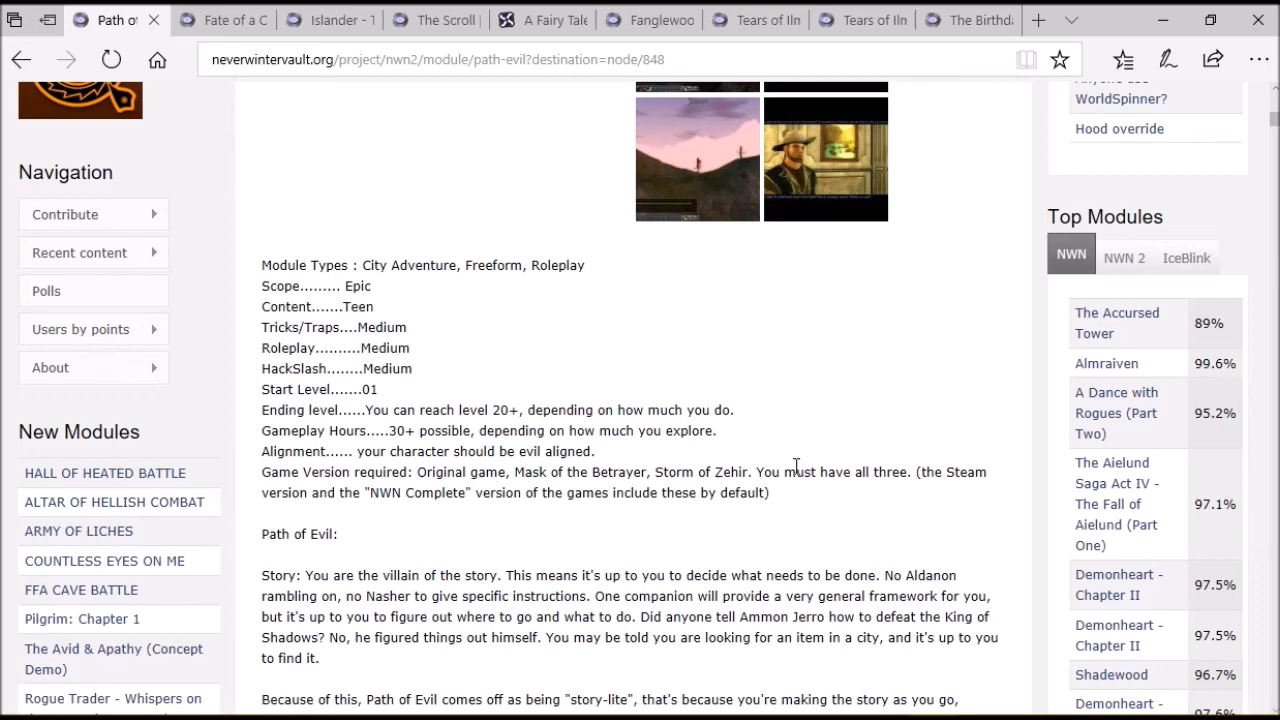 Path of
Fate of a C
Islander - T
The Scroll
A Fairy Tale
Fanglewoo
Tears of Iln
Tears of Iln
The Birthda
neverwintervault.org/project/nwn2/module/path-evil?destination=node/848
WorldSpinner?
Hood override
Navigation
Contribute
Recent content
Polls
Users by points
About
New Modules
HALL OF HEATED BATTLE
ALTAR OF HELLISH COMBAT
ARMY OF LICHES
COUNTLESS EYES ON ME
FFA CAVE BATTLE
Pilgrim: Chapter 1
The Avid & Apathy (Concept
Demo)
Rogue Trader - Whispers on
Module Types : City Adventure, Freeform, Roleplay
Scope......... Epic
Content.......Teen
Tricks/Traps....Medium
Roleplay..........Medium
HackSlash........Medium
Start Level.......01
Ending level......You can reach level 20+, depending on how much you do.
Gameplay Hours.....30+ possible, depending on how much you explore.
Alignment...... your character should be evil aligned.
Game Version required: Original game, Mask of the Betrayer, Storm of Zehir. You must have all three. (the Steam
version and the "NWN Complete" version of the games include these by default)
Path of Evil:
Story: You are the villain of the story. This means it's up to you to decide what needs to be done. No Aldanon
rambling on, no Nasher to give specific instructions. One companion will provide a very general framework for you,
but it's up to you to figure out where to go and what to do. Did anyone tell Ammon Jerro how to defeat the King of
Shadows? No, he figured things out himself. You may be told you are looking for an item in a city, and it's up to you
to find it.
Because of this, Path of Evil comes off as being "story-lite", that's because you're making the story as you go,
Top Modules
NWN
NWN 2
IceBlink
The Accursed
Tower
89%
Almraiven
99.6%
A Dance with
Rogues (Part
Two)
95.2%
The Aielund
Saga Act IV -
The Fall of
Aielund (Part
One)
97.1%
Demonheart -
Chapter II
97.5%
Demonheart -
Chapter II
97.5%
Shadewood
96.7%
Demonheart -
97.6%